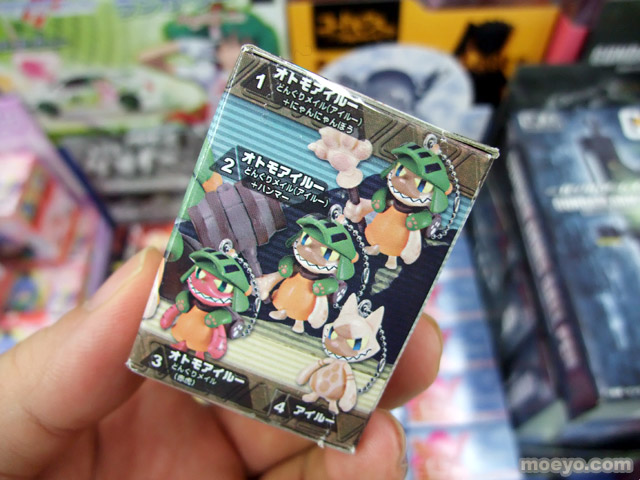 1 オトモアイルー
どんぐりメイル(アイルー)
+にゃんにゃんぼう
2 オトモアイルー
どんぐりメイル(アイルー)
+ハンマー
3 オトモアイルー
どんぐりメイル
(赤虎)
4 アイルー
moeyo.com